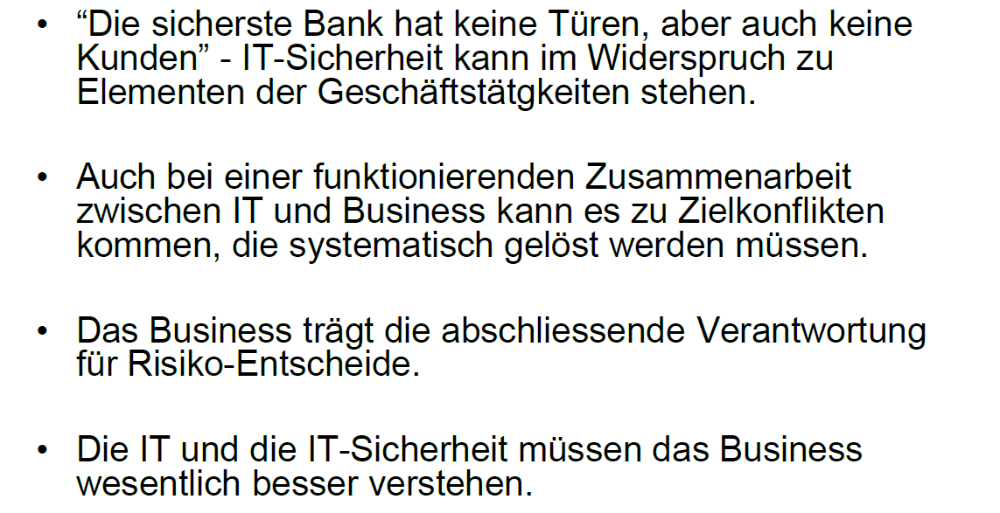 • “Die sicherste Bank hat keine Türen, aber auch keine
Kunden” - IT-Sicherheit kann im Widerspruch zu
Elementen der Geschäftstätgkeiten stehen.
• Auch bei einer funktionierenden Zusammenarbeit
zwischen IT und Business kann es zu Zielkonflikten
kommen, die systematisch gelöst werden müssen.
• Das Business trägt die abschliessende Verantwortung
für Risiko-Entscheide.
• Die IT und die IT-Sicherheit müssen das Business
wesentlich besser verstehen.